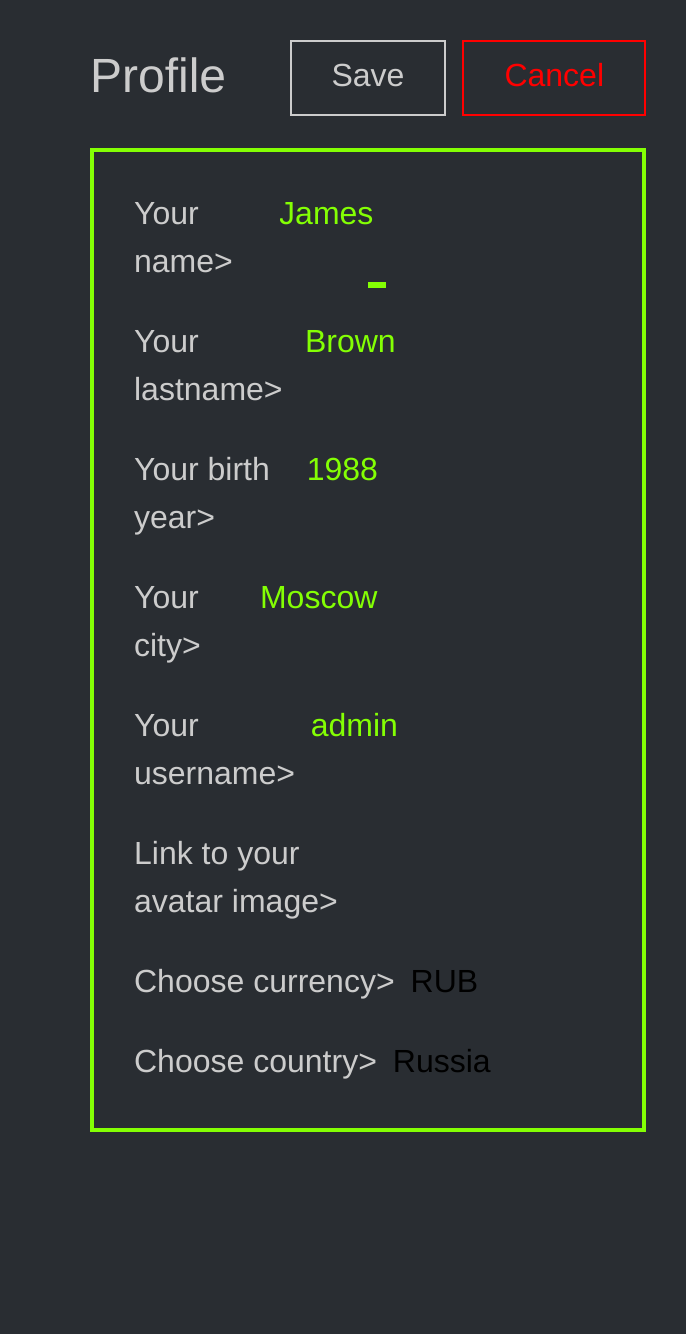 Profile Save Cancel
Your James
name>
Your Brown
lastname>
Your birth 1988
year>
Your Moscow
city>
Your admin
username>
Link to your
avatar image>
Choose currency> RUB
Choose country> Russia